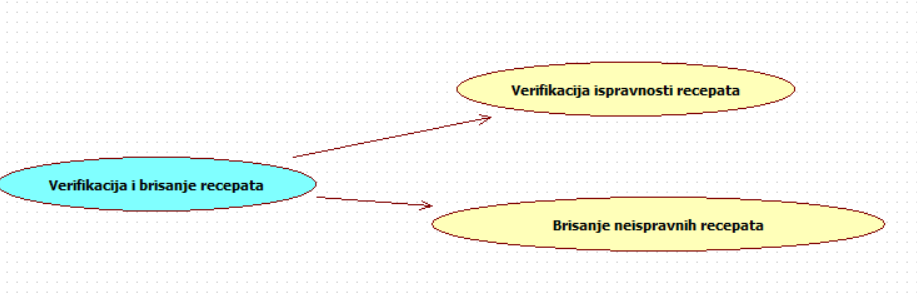 Verifikacija ispravnosti recepata
Verifikacija i brisanje recepata
Brisanje neispravnih recepata